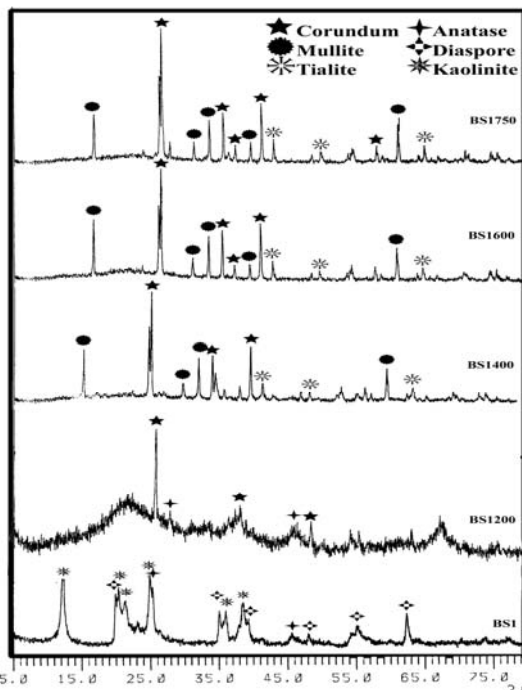 Corundum Anatase
Mullite Diaspore
Tialite Kaolinite
BS1750
BS1600
BS1400
BS1200
BS1
5.0 15.0 25.0 35.0 45.0 55.0 65.0 75.0